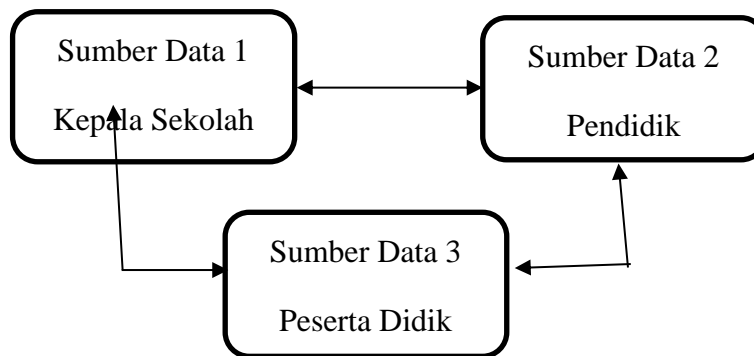 Sumber Data 1
Kepala Sekolah
Sumber Data 2
Pendidik
Sumber Data 3
Peserta Didik